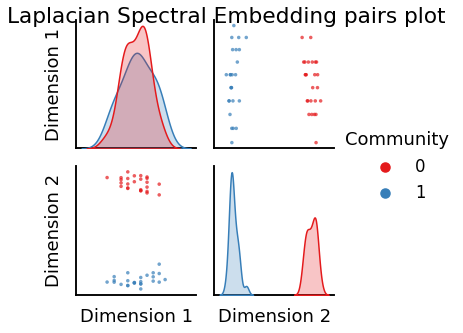 Laplacian Spectral Embedding pairs plot
Dimension 1
Community
0
1
Dimension 2
Dimension 1
Dimension 2